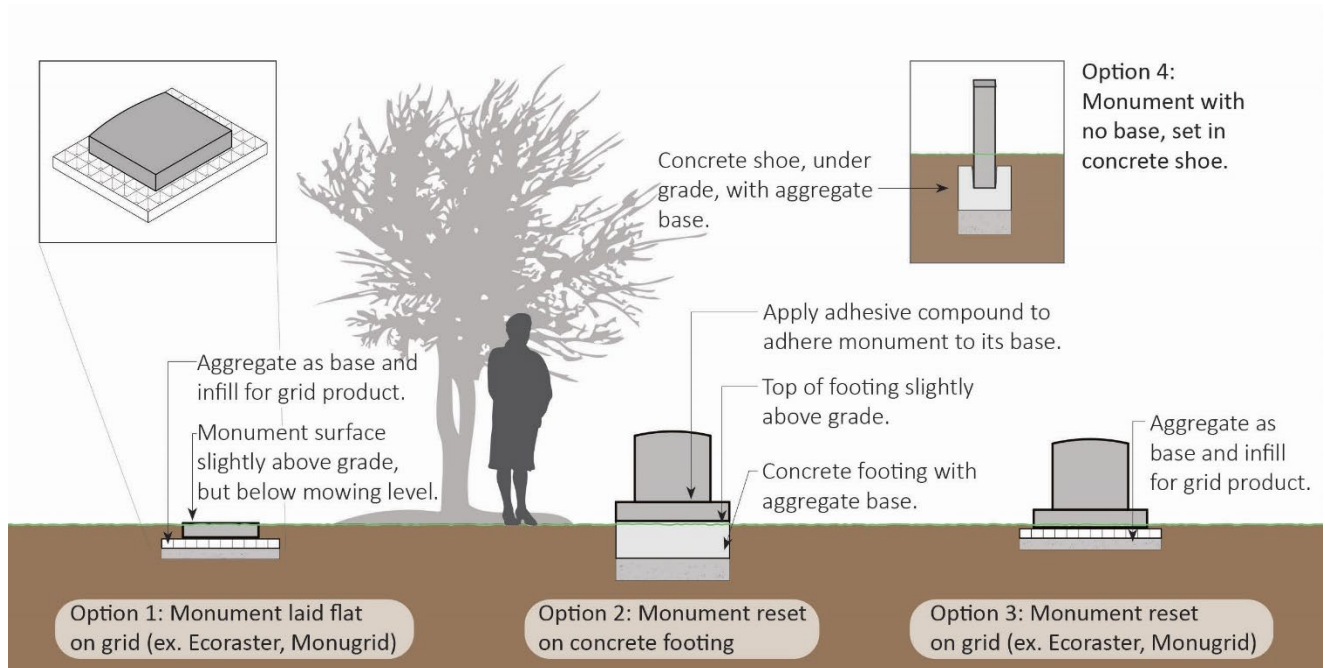 Option 4:
Monument with
no base, set in
concrete shoe.
Concrete shoe, under
grade, with aggregate
base.
Apply adhesive compound to
adhere monument to its base.
Top of footing slightly
above grade.
Concrete footing with
aggregate base.
Aggregate as base and
infill for grid product.
Monument surface
slightly above grade,
but below mowing level.
Aggregate as
base and infill
for grid product.
Option 1: Monument laid flat
on grid (ex. Ecoraster, Monugrid)
Option 2: Monument reset
on concrete footing
Option 3: Monument reset
on grid (ex. Ecoraster, Monugrid)